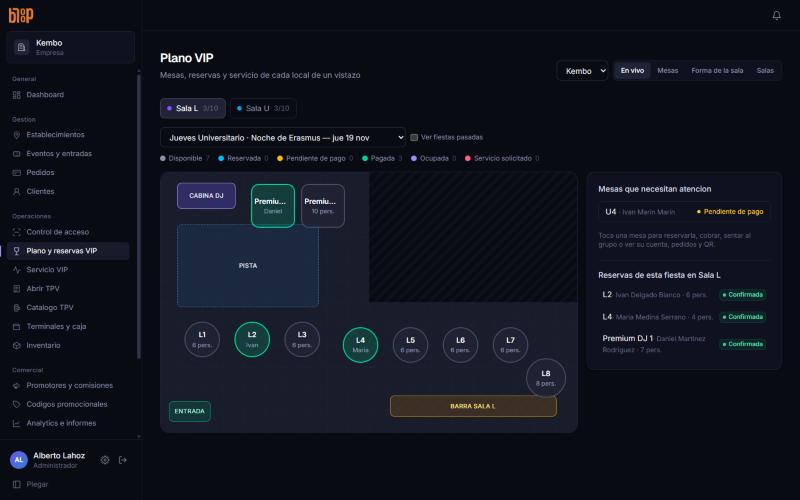 bloop
Kembo
Empresa
General
Dashboard
Gestion
Establecimientos
Eventos y entradas
Pedidos
Clientes
Operaciones
Control de acceso
Plano y reservas VIP
Servicio VIP
Abrir TPV
Catalogo TPV
Terminales y caja
Inventario
Comercial
Promotores y comisiones
Codigos promocionales
Analytics e informes
AL
Alberto Lahoz
Administrador
Plegar
Plano VIP
Mesas, reservas y servicio de cada local de un vistazo
Kembo
En vivo
Mesas
Forma de la sala
Salas
Sala L 3/10
Sala U 3/10
Jueves Universitario · Noche de Erasmus — jue 19 nov
Ver fiestas pasadas
Disponible 7
Reservada 0
Pendiente de pago 0
Pagada 3
Ocupada 0
Servicio solicitado 0
CABINA DJ
Premiu...
Daniel
Premiu...
10 pers.
PISTA
L1
6 pers.
L2
Ivan
L3
6 pers.
L4
Maria
L5
6 pers.
L6
6 pers.
L7
6 pers.
L8
8 pers.
ENTRADA
BARRA SALA L
Mesas que necesitan atencion
U4 · Ivan Marin Marin
Pendiente de pago
Toca una mesa para reservarla, cobrar, sentar al
grupo o ver su cuenta, pedidos y QR.
Reservas de esta fiesta en Sala L
L2 · Ivan Delgado Blanco · 6 pers.
Confirmada
L4 · Maria Medina Serrano · 4 pers.
Confirmada
Premium DJ 1 · Daniel Martinez
Rodriguez · 7 pers.
Confirmada